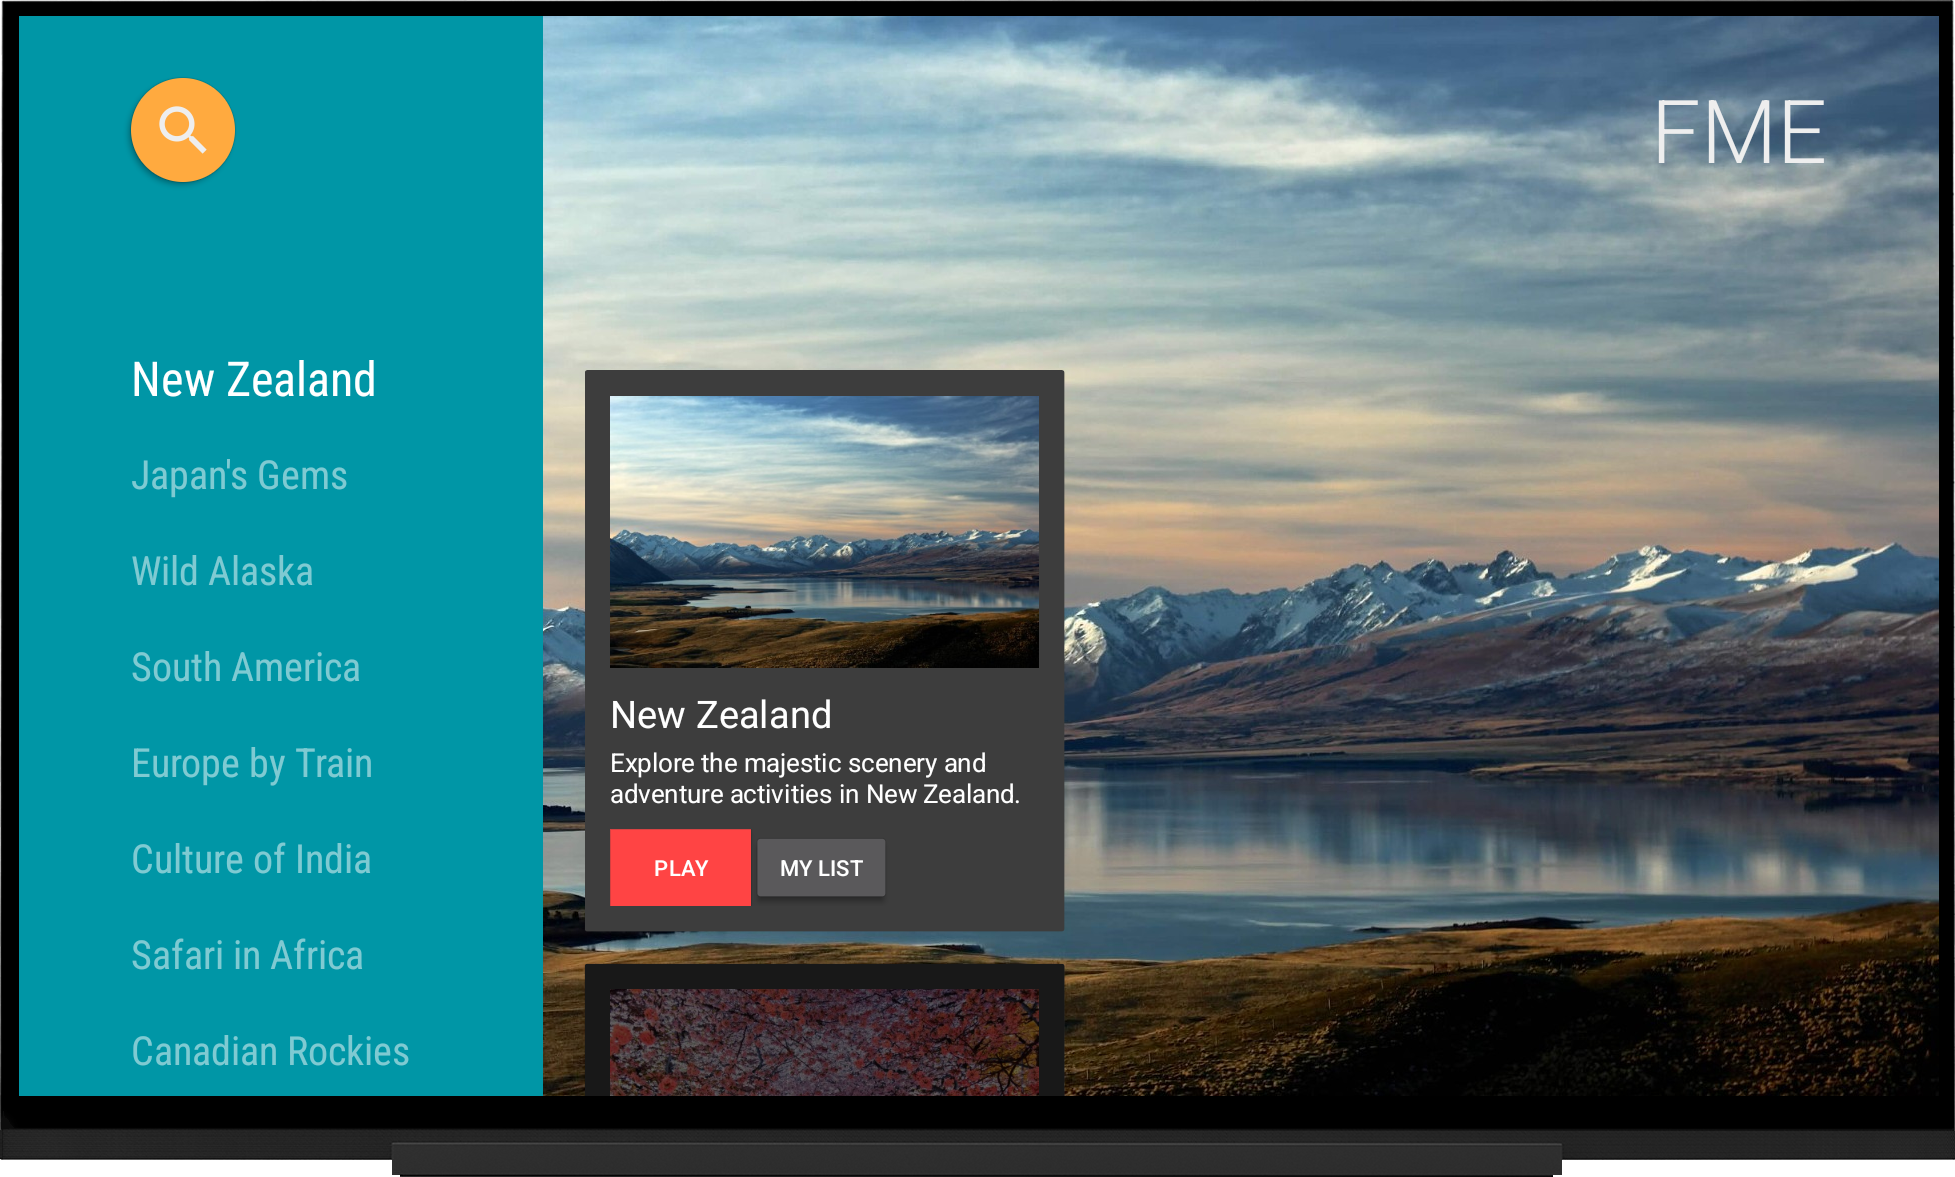 FME
New Zealand
Japan's Gems
Wild Alaska
South America
Europe by Train
Culture of India
Safari in Africa
Canadian Rockies
New Zealand
Explore the majestic scenery and
adventure activities in New Zealand.
PLAY
MY LIST